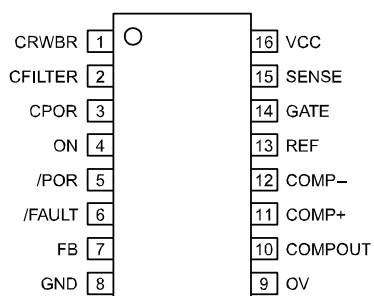 CRWBR 1 16 VCC
CFILTER 2 15 SENSE
CPOR 3 14 GATE
ON 4 13 REF
/POR 5 12 COMP–
/FAULT 6 11 COMP+
FB 7 10 COMPOUT
GND 8 9 OV